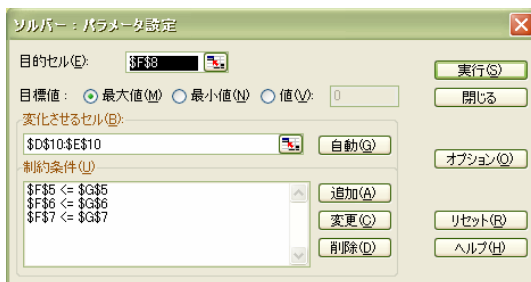 ソルバー：パラメータ設定
目的セル(E): $F$8
実行(S)
目標値： 最大値(M) 最小値(N) 値(V): 0
閉じる
変化させるセル(B):
$D$10:$E$10
自動(G)
オプション(O)
制約条件(U)
$F$5 <= $G$5
$F$6 <= $G$6
$F$7 <= $G$7
追加(A)
変更(C)
リセット(R)
削除(D)
ヘルプ(H)